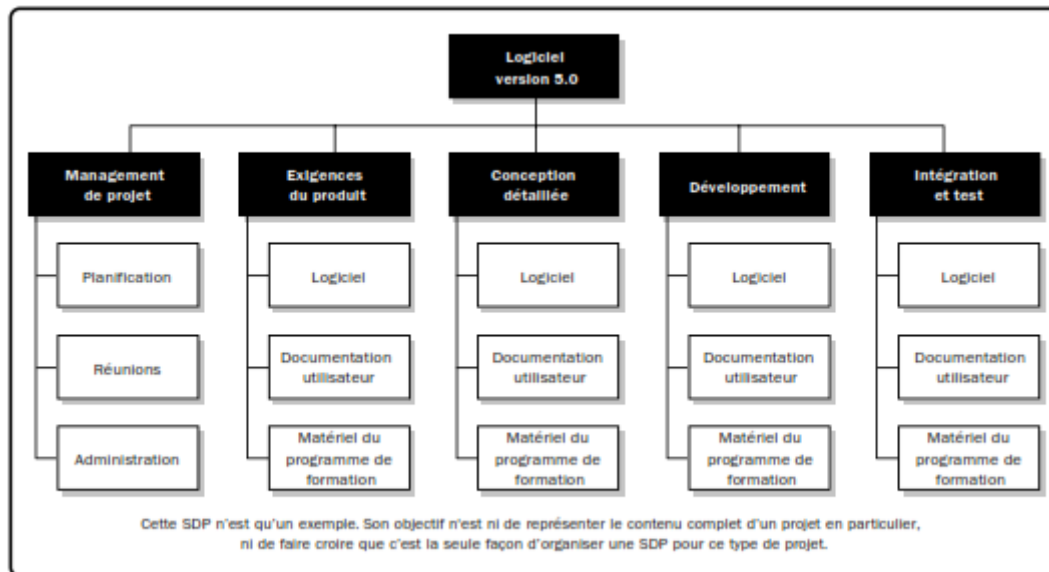 Logiciel
version 5.0
Management
de projet
Exigences
du produit
Conception
détaillée
Développement
Intégration
et test
Planification
Logiciel
Logiciel
Logiciel
Logiciel
Réunions
Documentation
utilisateur
Documentation
utilisateur
Documentation
utilisateur
Documentation
utilisateur
Administration
Matériel du
programme de
formation
Matériel du
programme de
formation
Matériel du
programme de
formation
Matériel du
programme de
formation
Cette SDP n'est qu'un exemple. Son objectif n'est ni de représenter le contenu complet d'un projet en particulier,
ni de faire croire que c'est la seule façon d'organiser une SDP pour ce type de projet.